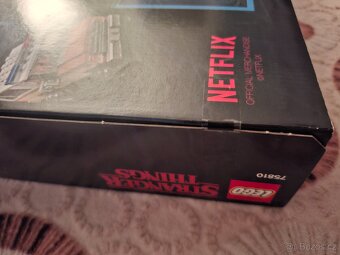 NETFLIX
OFFICIAL MERCHANDISE
©NETFLIX
LEGO
75810
STRANGER
THINGS